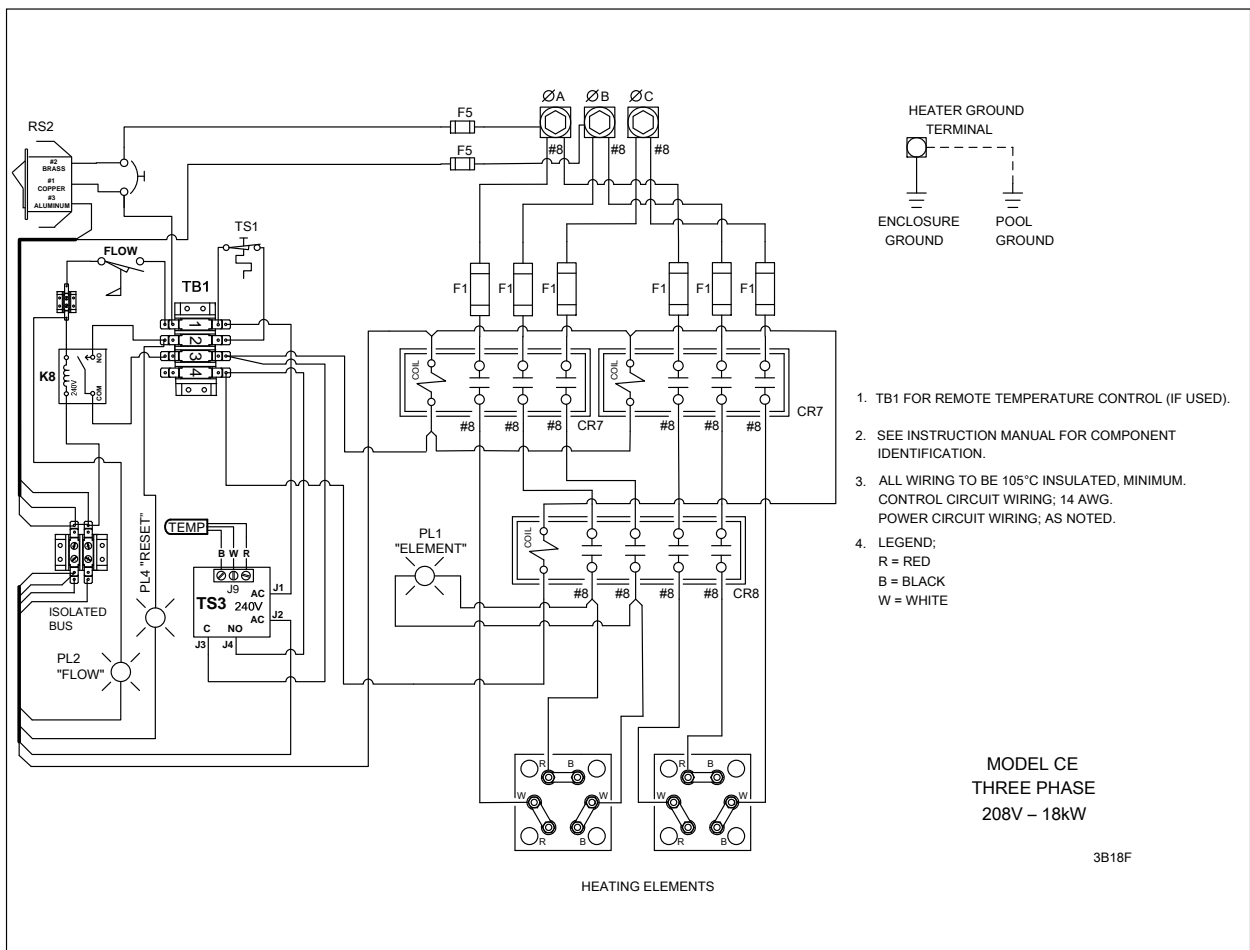 RS2
#2
BRASS
#1
COPPER
#3
ALUMINUM
F5
F5
ØA
ØB
ØC
#8
#8
#8
HEATER GROUND
TERMINAL
ENCLOSURE
GROUND
POOL
GROUND
FLOW
TS1
TB1
1
2
3
4
F1
F1
F1
F1
F1
F1
K8
240V
NO
COM
COIL
COIL
CR7
CR7
#8
#8
#8
#8
#8
#8
1. TB1 FOR REMOTE TEMPERATURE CONTROL (IF USED).
2. SEE INSTRUCTION MANUAL FOR COMPONENT
IDENTIFICATION.
3. ALL WIRING TO BE 105°C INSULATED, MINIMUM.
CONTROL CIRCUIT WIRING; 14 AWG.
POWER CIRCUIT WIRING; AS NOTED.
4. LEGEND;
R = RED
B = BLACK
W = WHITE
ISOLATED
BUS
PL4 "RESET"
PL2
"FLOW"
TEMP
B W R
J9
TS3
240V
AC
AC
J1
J2
C
NO
J3
J4
PL1
"ELEMENT"
COIL
#8
#8
#8
#8
CR8
R
B
W
W
R
B
R
B
W
W
R
B
HEATING ELEMENTS
MODEL CE
THREE PHASE
208V – 18kW
3B18F